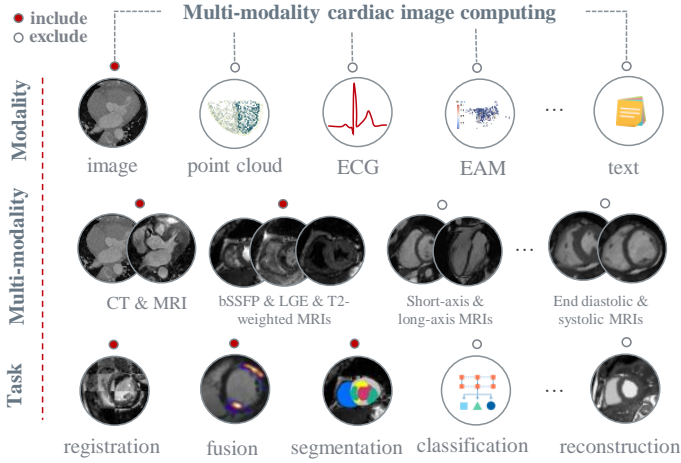 Multi-modality cardiac image computing
include
exclude
Modality
image
point cloud
ECG
EAM
...
text
Multi-modality
CT & MRI
bSSFP & LGE & T2-
weighted MRIs
Short-axis &
long-axis MRIs
...
End diastolic &
systolic MRIs
Task
registration
fusion
segmentation
classification
...
reconstruction